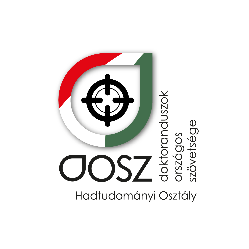 DOSZ
doktoranduszok
országos
szövetsége
Hadtudományi Osztály